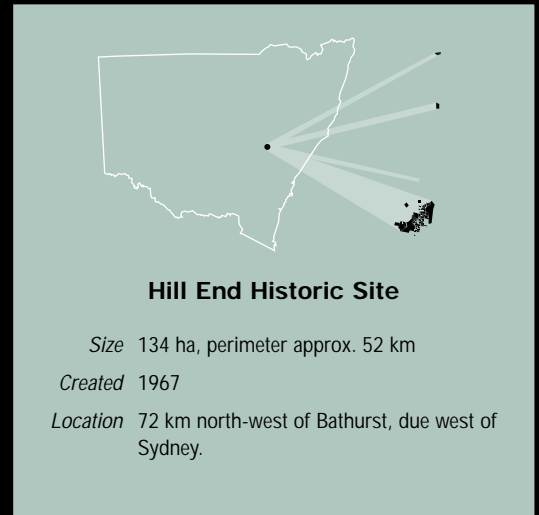 Hill End Historic Site
Size 134 ha, perimeter approx. 52 km
Created 1967
Location 72 km north-west of Bathurst, due west of
Sydney.